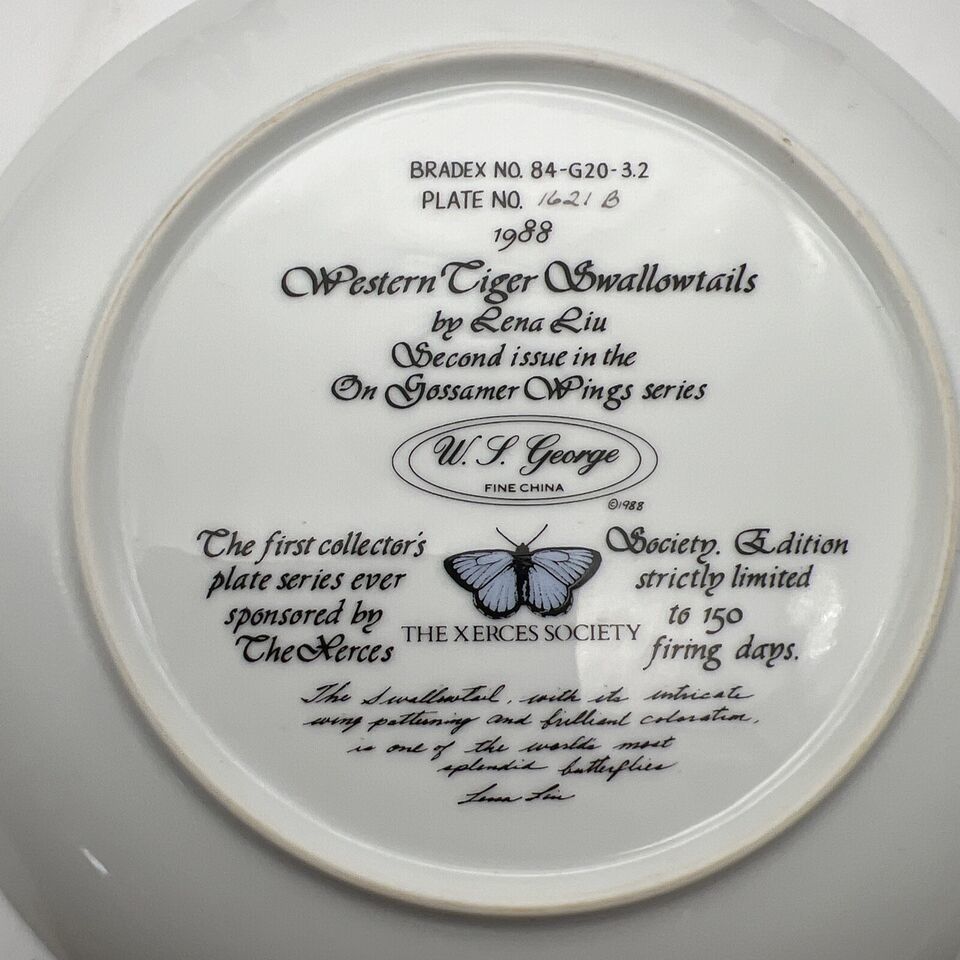 BRADEX NO. 84-G20-3.2
PLATE NO. 1621 B
1988
Western Tiger Swallowtails
by Lena Liu
Second issue in the
On Gossamer Wings series
W. S. George
FINE CHINA
©1988
The first collector's
plate series ever
sponsored by
The Xerces
THE XERCES SOCIETY
Society. Edition
strictly limited
to 150
firing days.
The Swallowtail, with its intricate
wing patterning and brilliant coloration,
is one of the worlds most
splendid butterflies
Lena Liu